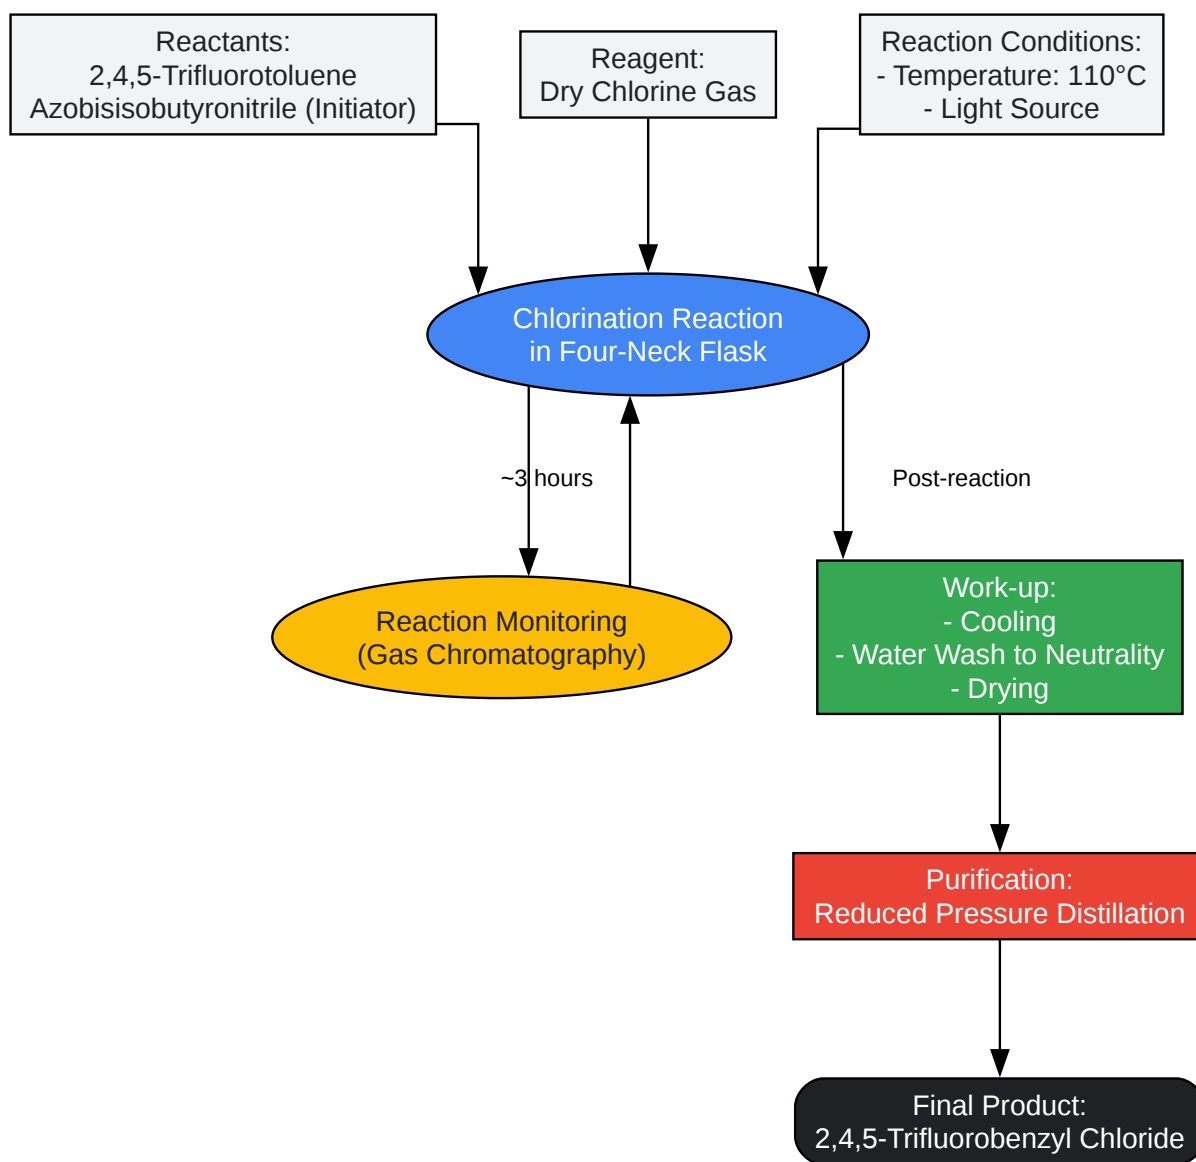 Reactants:
2,4,5-Trifluorotoluene
Azobisisobutyronitrile (Initiator)
Reagent:
Dry Chlorine Gas
Reaction Conditions:
- Temperature: 110°C
- Light Source
Chlorination Reaction
in Four-Neck Flask
~3 hours
Post-reaction
Reaction Monitoring
(Gas Chromatography)
Work-up:
- Cooling
- Water Wash to Neutrality
- Drying
Purification:
Reduced Pressure Distillation
Final Product:
2,4,5-Trifluorobenzyl Chloride